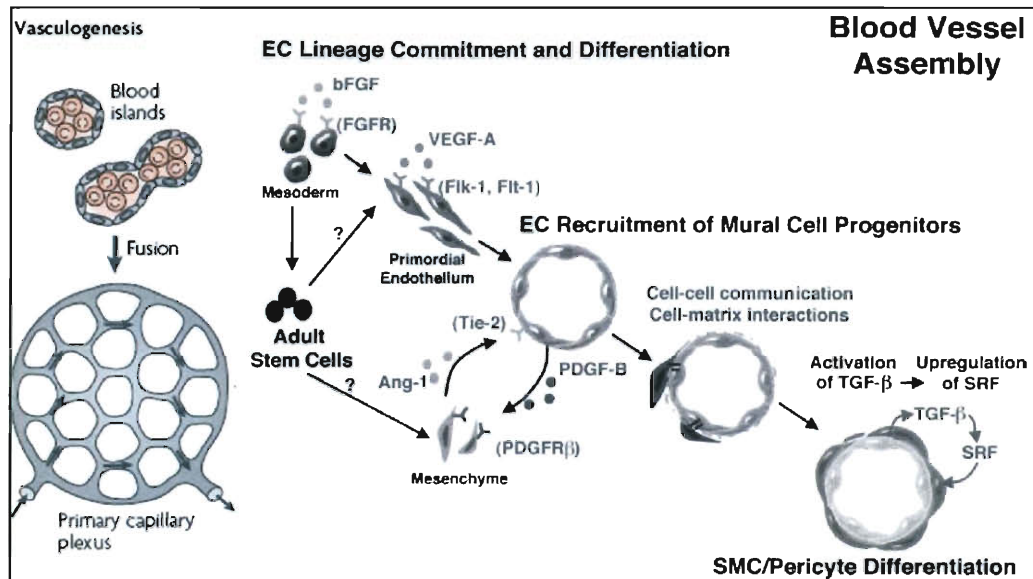 Vasculogenesis
Blood
islands
Fusion
Primary capillary
plexus
Blood Vessel
Assembly
EC Lineage Commitment and Differentiation
bFGF
(FGFR)
Mesoderm
VEGF-A
(Flk-1, Flt-1)
?
Primordial
Endothelium
Adult
Stem Cells
?
EC Recruitment of Mural Cell Progenitors
(Tie-2)
Ang-1
PDGF-B
(PDGFRβ)
Mesenchyme
Cell-cell communication
Cell-matrix interactions
Activation
of TGF-β
Upregulation
of SRF
TGF-β
SRF
SMC/Pericyte Differentiation